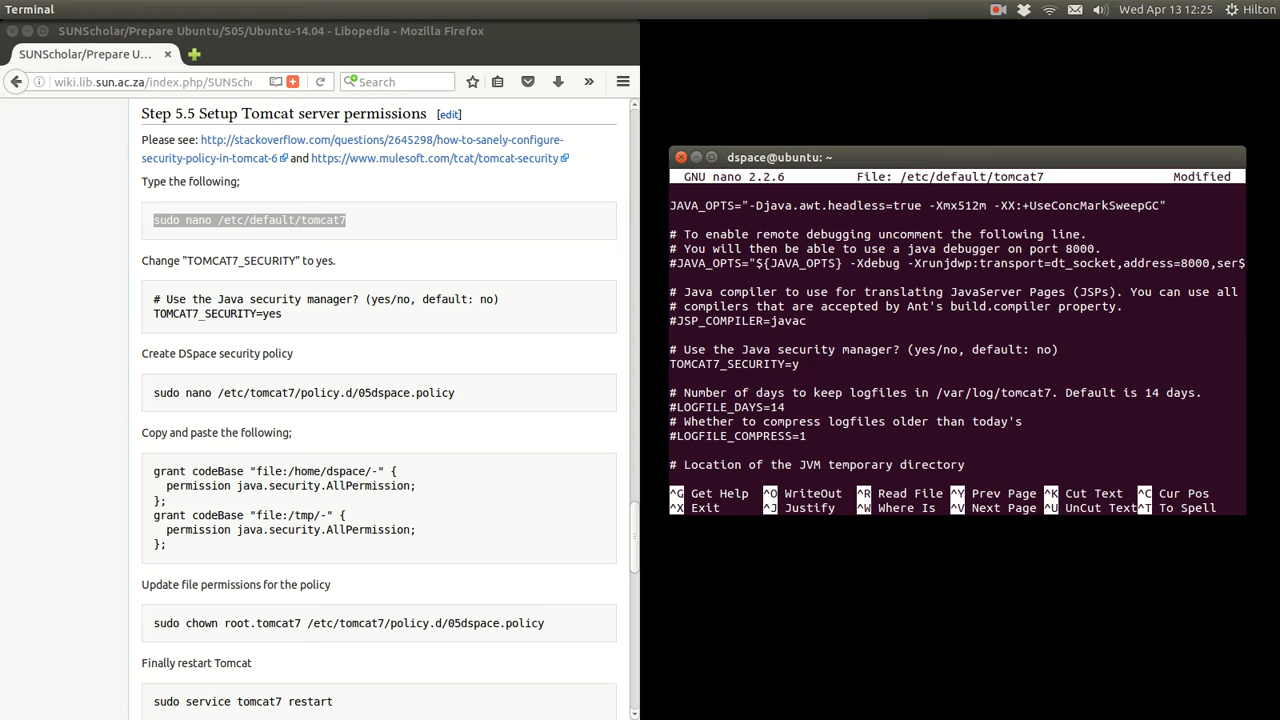 Terminal
Wed Apr 13 12:25 Hilton
SUNScholar/Prepare Ubuntu/S05/Ubuntu-14.04 - Libopedia - Mozilla Firefox
SUNScholar/Prepare U...
wiki.lib.sun.ac.za/index.php/SUNSch Search
Step 5.5 Setup Tomcat server permissions [edit]
Please see: http://stackoverflow.com/questions/2645298/how-to-sanely-configure-
security-policy-in-tomcat-6 and https://www.mulesoft.com/tcat/tomcat-security
Type the following;
sudo nano /etc/default/tomcat7
Change "TOMCAT7_SECURITY" to yes.
# Use the Java security manager? (yes/no, default: no)
TOMCAT7_SECURITY=yes
Create DSpace security policy
sudo nano /etc/tomcat7/policy.d/05dspace.policy
Copy and paste the following;
grant codeBase "file:/home/dspace/-" {
permission java.security.AllPermission;
};
grant codeBase "file:/tmp/-" {
permission java.security.AllPermission;
};
Update file permissions for the policy
sudo chown root.tomcat7 /etc/tomcat7/policy.d/05dspace.policy
Finally restart Tomcat
sudo service tomcat7 restart
dspace@ubuntu: ~
GNU nano 2.2.6 File: /etc/default/tomcat7 Modified
JAVA_OPTS="-Djava.awt.headless=true -Xmx512m -XX:+UseConcMarkSweepGC"
# To enable remote debugging uncomment the following line.
# You will then be able to use a java debugger on port 8000.
#JAVA_OPTS="${JAVA_OPTS} -Xdebug -Xrunjdwp:transport=dt_socket,address=8000,ser$
# Java compiler to use for translating JavaServer Pages (JSPs). You can use all
# compilers that are accepted by Ant's build.compiler property.
#JSP_COMPILER=javac
# Use the Java security manager? (yes/no, default: no)
TOMCAT7_SECURITY=y
# Number of days to keep logfiles in /var/log/tomcat7. Default is 14 days.
#LOGFILE_DAYS=14
# Whether to compress logfiles older than today's
#LOGFILE_COMPRESS=1
# Location of the JVM temporary directory
^G Get Help ^O WriteOut ^R Read File ^Y Prev Page ^K Cut Text ^C Cur Pos
^X Exit ^J Justify ^W Where Is ^V Next Page ^U UnCut Text ^T To Spell